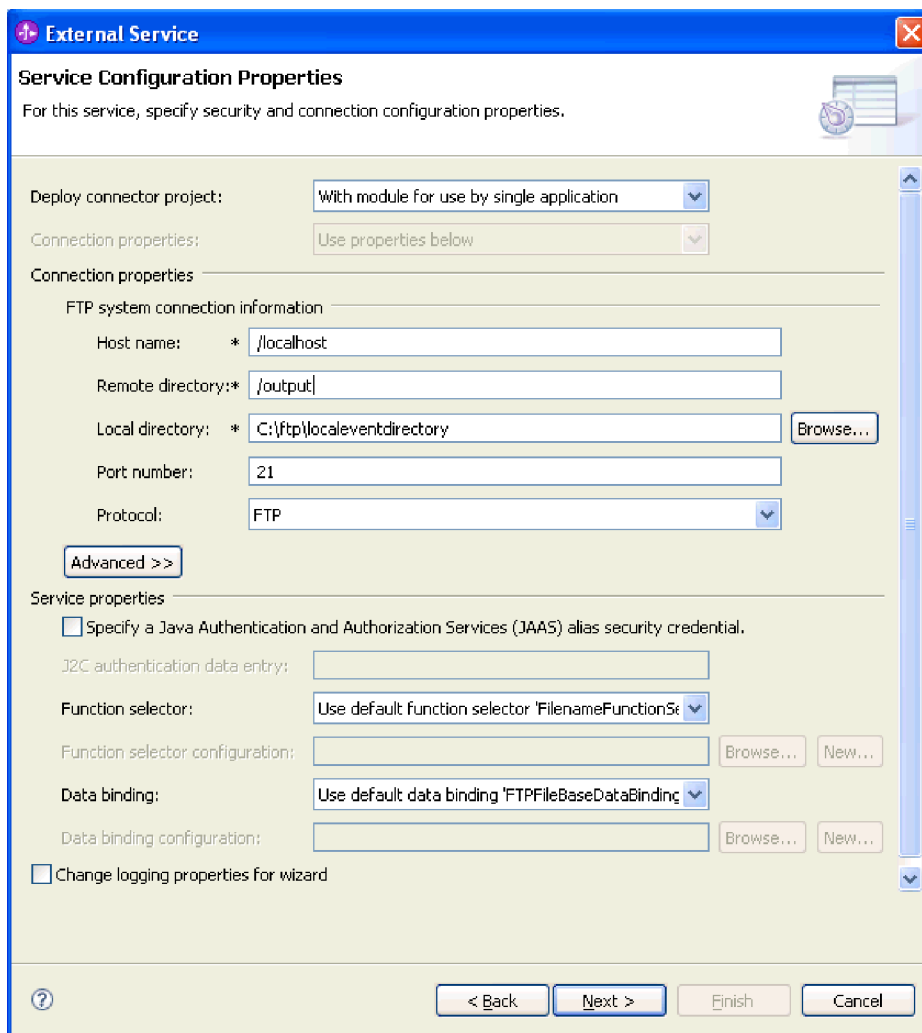 External Service
Service Configuration Properties
For this service, specify security and connection configuration properties.
Deploy connector project: With module for use by single application
Connection properties: Use properties below
Connection properties
FTP system connection information
Host name: * /localhost
Remote directory:* /output
Local directory: * C:\ftp\localeventdirectory Browse...
Port number: 21
Protocol: FTP
Advanced >>
Service properties
Specify a Java Authentication and Authorization Services (JAAS) alias security credential.
J2C authentication data entry:
Function selector: Use default function selector 'FilenameFunctionSe
Function selector configuration: Browse... New...
Data binding: Use default data binding 'FTPFileBaseDataBinding
Data binding configuration: Browse... New...
Change logging properties for wizard
? < Back Next > Finish Cancel